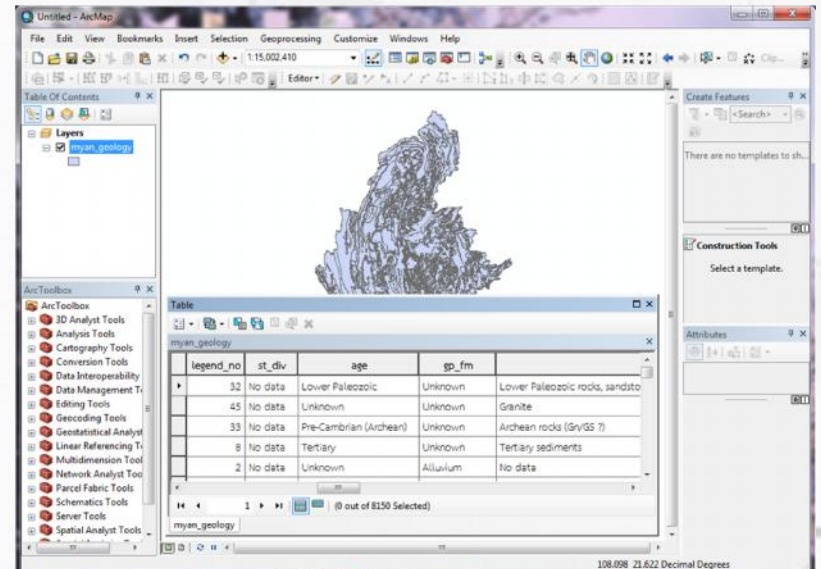 Untitled - ArcMap
File Edit View Bookmarks Insert Selection Geoprocessing Customize Windows Help
1:15,002,410
Editor
Table Of Contents
Layers
myan_geology
ArcToolbox
ArcToolbox
3D Analyst Tools
Analysis Tools
Cartography Tools
Conversion Tools
Data Interoperability
Data Management T
Editing Tools
Geocoding Tools
Geostatistical Analyst
Linear Referencing T
Multidimension Tool
Network Analyst Too
Parcel Fabric Tools
Schematics Tools
Server Tools
Spatial Analyst Tools
Table
myan_geology
legend_no st_div age gp_fm
32 No data Lower Paleozoic Unknown Lower Paleozoic rocks, sandsto
45 No data Unknown Unknown Granite
33 No data Pre-Cambrian (Archean) Unknown Archean rocks (Gn/GS ?)
8 No data Tertiary Unknown Tertiary sediments
2 No data Unknown Alluvium No data
1 (0 out of 8150 Selected)
myan_geology
Create Features
<Search>
There are no templates to sh...
Construction Tools
Select a template.
Attributes
108.098 21.622 Decimal Degrees